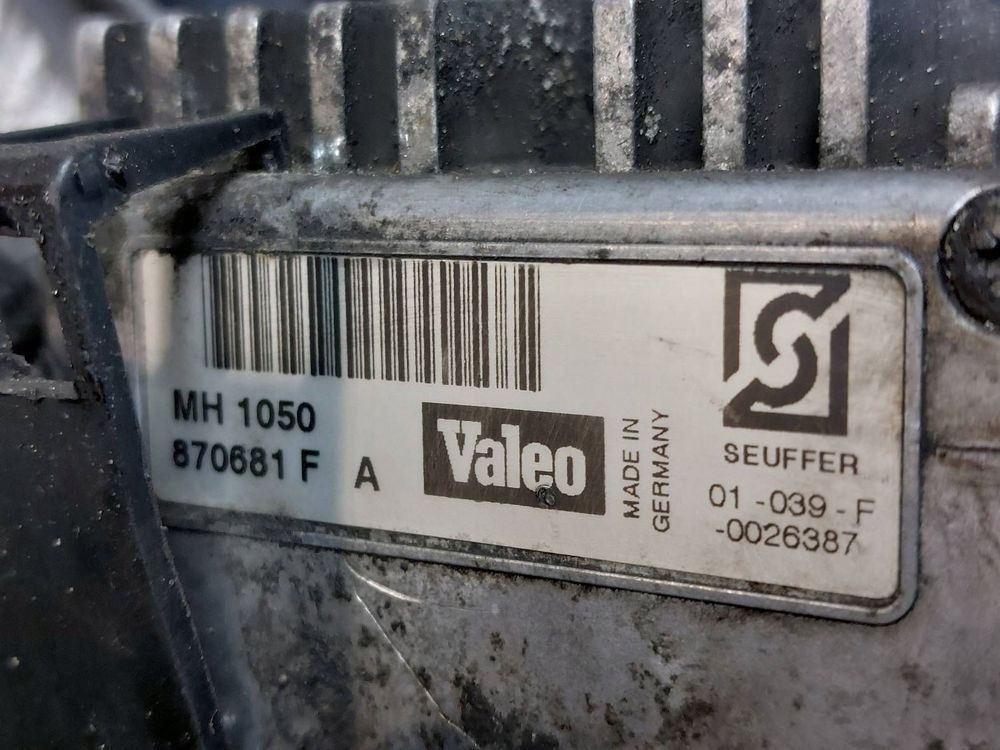 MH 1050
870681 F A
Valeo
MADE IN
GERMANY
SEUFFER
01-039-F
-0026387